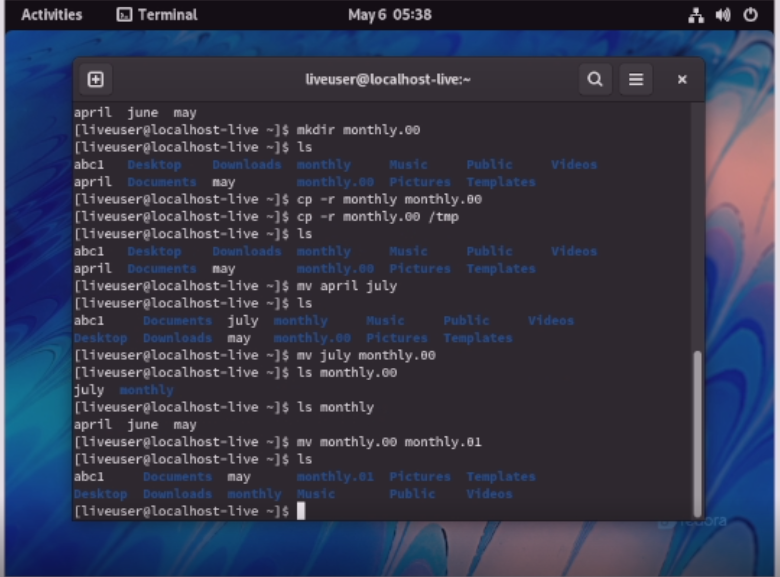 Activities Terminal May 6 05:38
liveuser@localhost-live:~
april june may
[liveuser@localhost-live ~]$ mkdir monthly.00
[liveuser@localhost-live ~]$ ls
abc1 Desktop Downloads monthly Music Public Videos
april Documents may monthly.00 Pictures Templates
[liveuser@localhost-live ~]$ cp -r monthly monthly.00
[liveuser@localhost-live ~]$ cp -r monthly.00 /tmp
[liveuser@localhost-live ~]$ ls
abc1 Desktop Downloads monthly Music Public Videos
april Documents may monthly.00 Pictures Templates
[liveuser@localhost-live ~]$ mv april july
[liveuser@localhost-live ~]$ ls
abc1 Documents july monthly Music Public Videos
Desktop Downloads may monthly.00 Pictures Templates
[liveuser@localhost-live ~]$ mv july monthly.00
[liveuser@localhost-live ~]$ ls monthly.00
july monthly
[liveuser@localhost-live ~]$ ls monthly
april june may
[liveuser@localhost-live ~]$ mv monthly.00 monthly.01
[liveuser@localhost-live ~]$ ls
abc1 Documents may monthly.01 Pictures Templates
Desktop Downloads monthly Music Public Videos
[liveuser@localhost-live ~]$
fedora